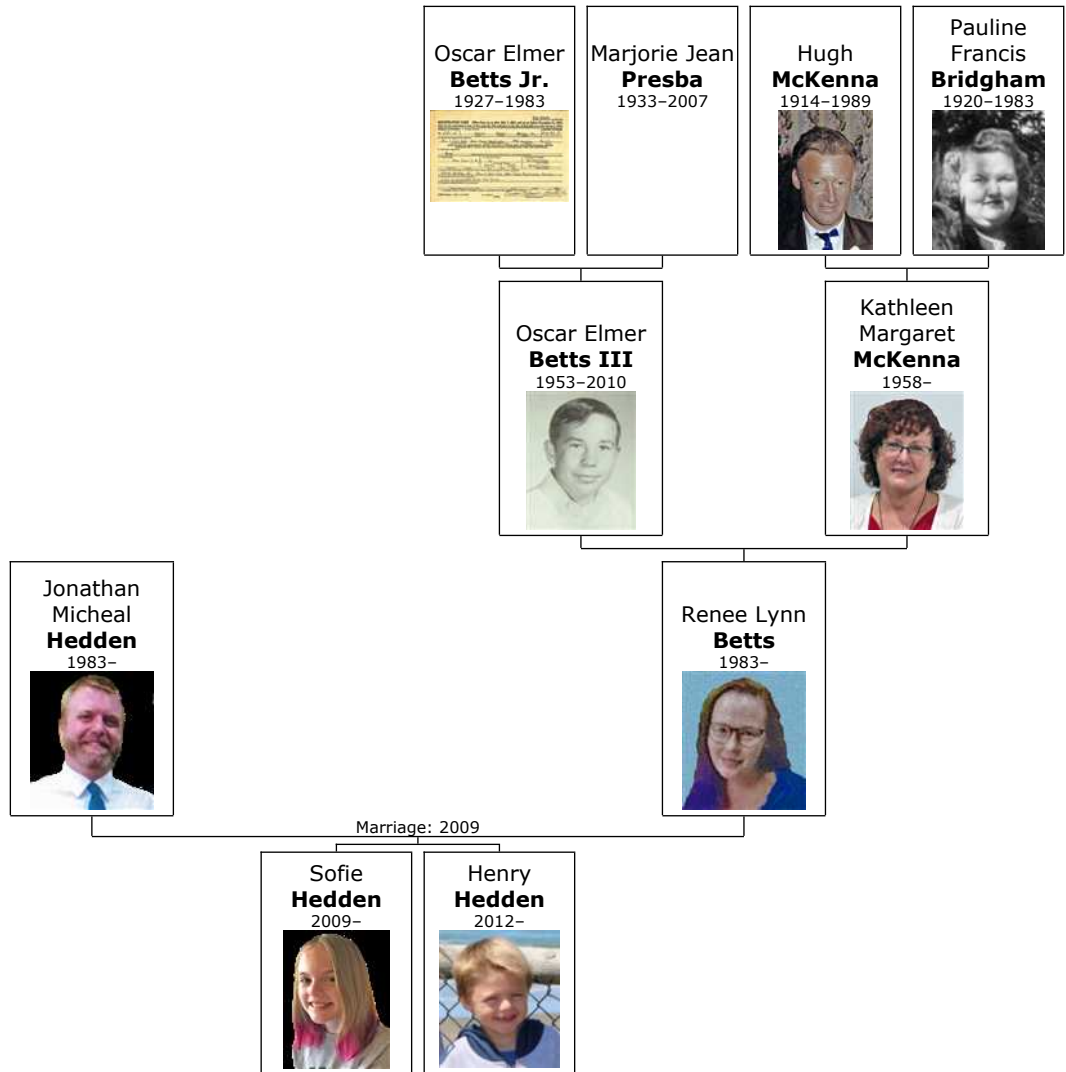 Oscar Elmer
Betts Jr.
1927–1983
Marjorie Jean
Presba
1933–2007
Hugh
McKenna
1914–1989
Pauline
Francis
Bridgham
1920–1983
Oscar Elmer
Betts III
1953–2010
Kathleen
Margaret
McKenna
1958–
Jonathan
Micheal
Hedden
1983–
Renee Lynn
Betts
1983–
Marriage: 2009
Sofie
Hedden
2009–
Henry
Hedden
2012–